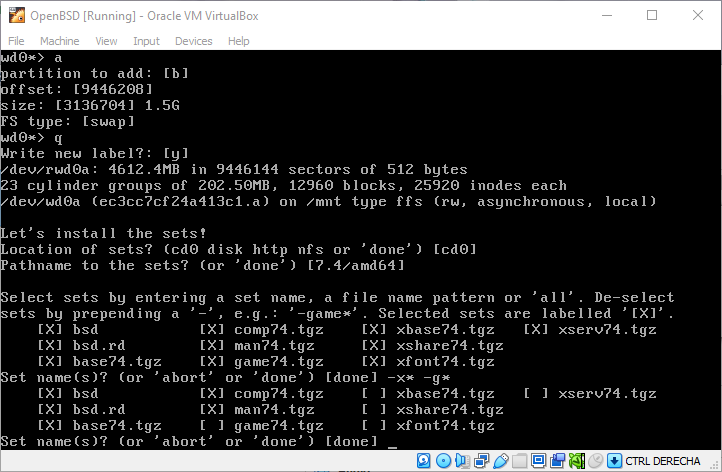 OpenBSD [Running] - Oracle VM VirtualBox
File Machine View Input Devices Help
wd0*> a
partition to add: [b]
offset: [9446208]
size: [3136704] 1.5G
FS type: [swap]
wd0*> q
Write new label?: [y]
/dev/rwd0a: 4612.4MB in 9446144 sectors of 512 bytes
23 cylinder groups of 202.50MB, 12960 blocks, 25920 inodes each
/dev/wd0a (ec3cc7cf24a413c1.a) on /mnt type ffs (rw, asynchronous, local)
Let's install the sets!
Location of sets? (cd0 disk http nfs or 'done') [cd0]
Pathname to the sets? (or 'done') [7.4/amd64]
Select sets by entering a set name, a file name pattern or 'all'. De-select
sets by prepending a '-', e.g.: '-game*'. Selected sets are labelled '[X]'.
[X] bsd [X] comp74.tgz [X] xbase74.tgz [X] xserv74.tgz
[X] bsd.rd [X] man74.tgz [X] xshare74.tgz
[X] base74.tgz [X] game74.tgz [X] xfont74.tgz
Set name(s)? (or 'abort' or 'done') [done] -x* -g*
[X] bsd [X] comp74.tgz [ ] xbase74.tgz [ ] xserv74.tgz
[X] bsd.rd [X] man74.tgz [ ] xshare74.tgz
[X] base74.tgz [ ] game74.tgz [ ] xfont74.tgz
Set name(s)? (or 'abort' or 'done') [done] _
CTRL DERECHA